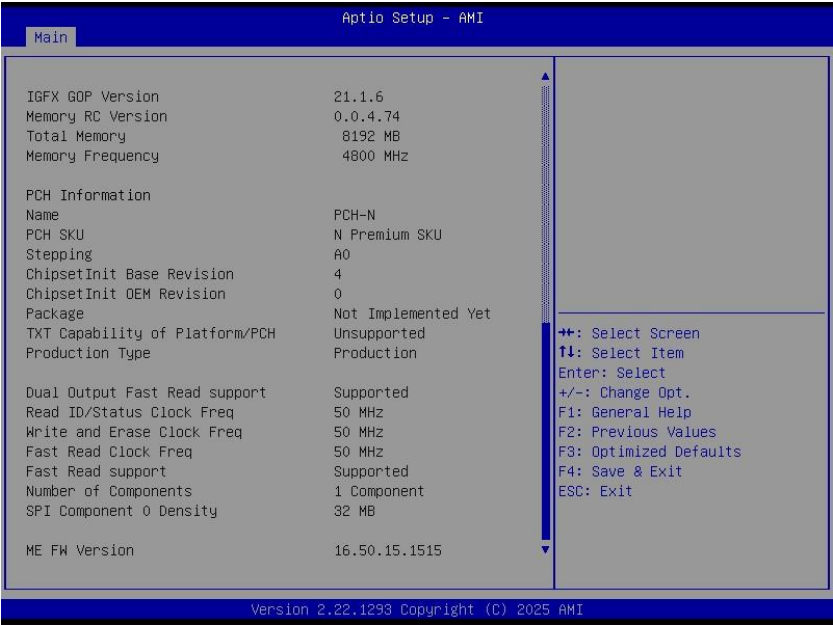 Aptio Setup - AMI
Main
IGFX GOP Version 21.1.6
Memory RC Version 0.0.4.74
Total Memory 8192 MB
Memory Frequency 4800 MHz
PCH Information
Name PCH-N
PCH SKU N Premium SKU
Stepping A0
ChipsetInit Base Revision 4
ChipsetInit OEM Revision 0
Package Not Implemented Yet
TXT Capability of Platform/PCH Unsupported
Production Type Production
Dual Output Fast Read support Supported
Read ID/Status Clock Freq 50 MHz
Write and Erase Clock Freq 50 MHz
Fast Read Clock Freq 50 MHz
Fast Read support Supported
Number of Components 1 Component
SPI Component 0 Density 32 MB
ME FW Version 16.50.15.1515
→←: Select Screen
↑↓: Select Item
Enter: Select
+/-: Change Opt.
F1: General Help
F2: Previous Values
F3: Optimized Defaults
F4: Save & Exit
ESC: Exit
Version 2.22.1293 Copyright (C) 2025 AMI